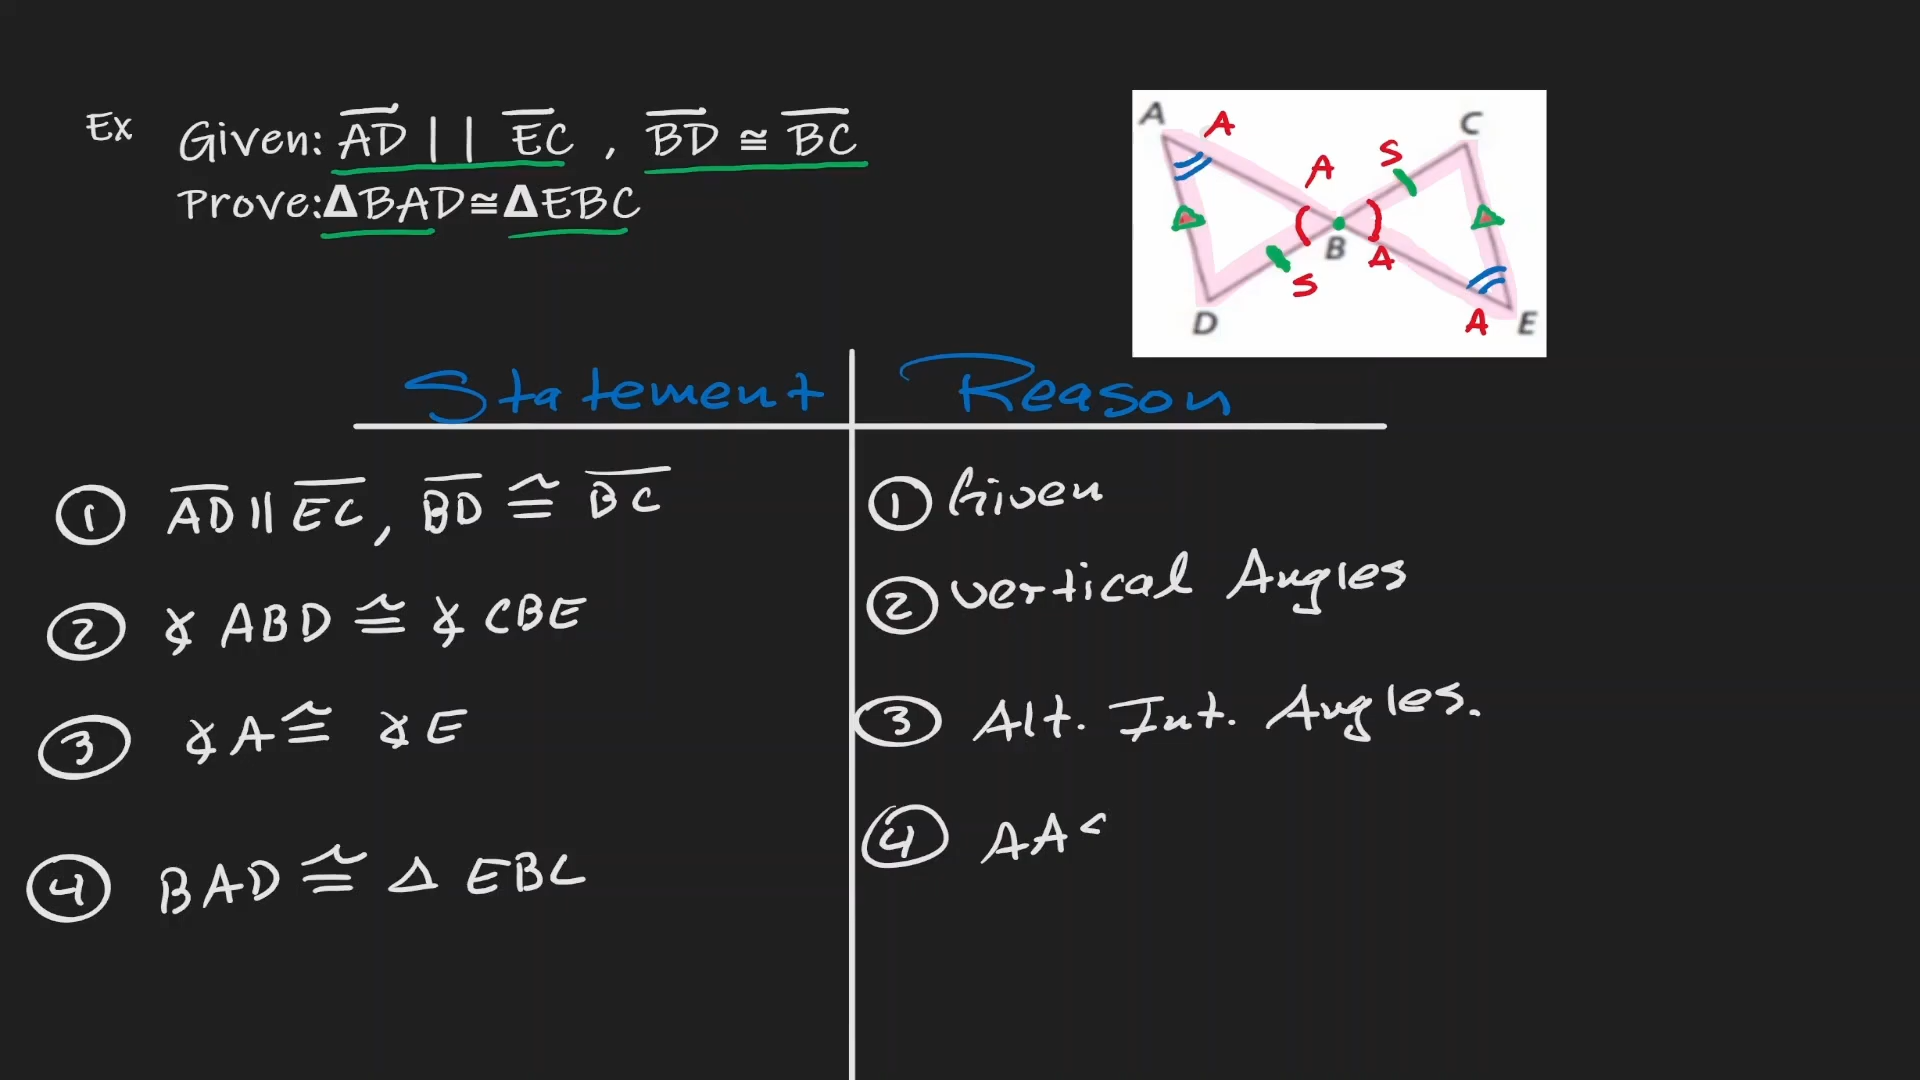 Ex Given: AD || EC , BD ≅ BC
Prove:ΔBAD≅ΔEBC
A A C S A B A S D A E
Statement Reason
① AD || EC, BD ≅ BC ① Given
② ∡ ABD ≅ ∡ CBE ② Vertical Angles
③ ∡A ≅ ∡E ③ Alt. Int. Angles.
④ BAD ≅ Δ EBC ④ AA